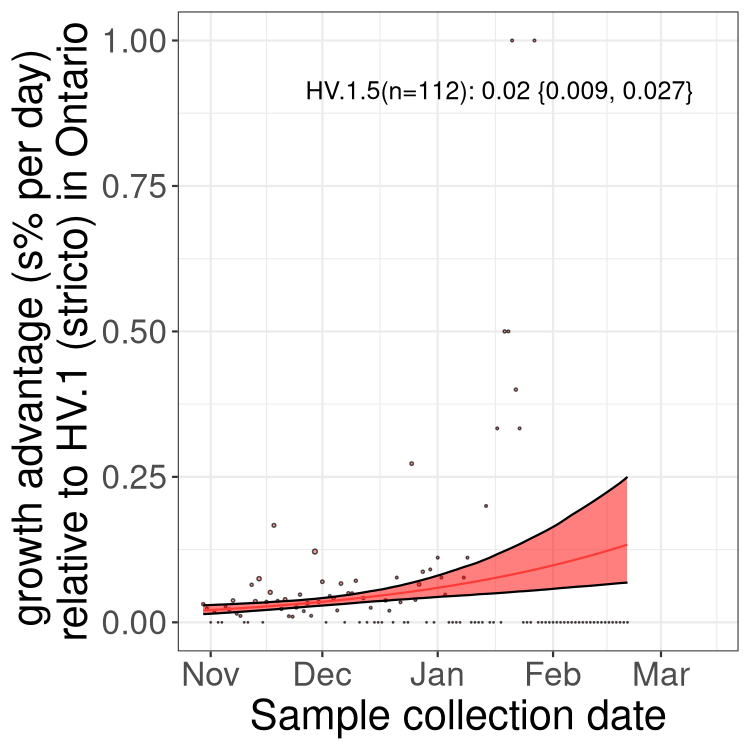 growth advantage (s% per day)
relative to HV.1 (stricto) in Ontario
1.00
0.75
0.50
0.25
0.00
HV.1.5(n=112): 0.02 {0.009, 0.027}
Nov Dec Jan Feb Mar
Sample collection date